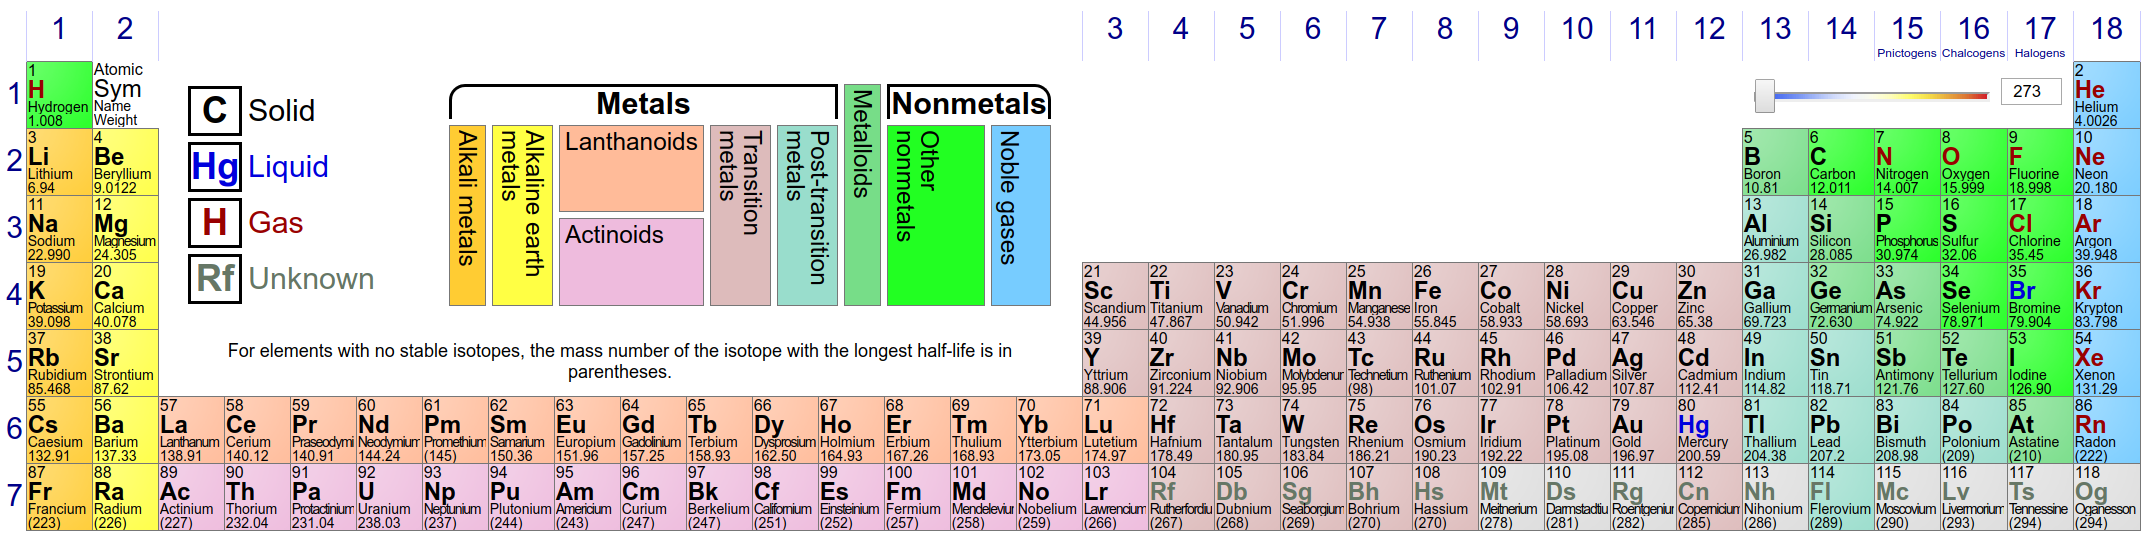 1 2 3 4 5 6 7 8 9 10 11 12 13 14 15 16 17 18
Pnictogens Chalcogens Halogens
1
1
H
Hydrogen
1.008
Atomic
Sym
Name
Weight
C Solid
Hg Liquid
H Gas
Rf Unknown
Metals
Alkali metals
Alkaline earth
metals
Lanthanoids
Actinoids
Transition
metals
Post-transition
metals
Metalloids
Nonmetals
Other
nonmetals
Noble gases
273
2
He
Helium
4.0026
2
3 4 5 6 7 8 9 10
Li Be B C N O F Ne
Lithium Beryllium Boron Carbon Nitrogen Oxygen Fluorine Neon
6.94 9.0122 10.81 12.011 14.007 15.999 18.998 20.180
3
11 12 13 14 15 16 17 18
Na Mg Al Si P S Cl Ar
Sodium Magnesium Aluminium Silicon Phosphorus Sulfur Chlorine Argon
22.990 24.305 26.982 28.085 30.974 32.06 35.45 39.948
4
19 20 21 22 23 24 25 26 27 28 29 30 31 32 33 34 35 36
K Ca Sc Ti V Cr Mn Fe Co Ni Cu Zn Ga Ge As Se Br Kr
Potassium Calcium Scandium Titanium Vanadium Chromium Manganese Iron Cobalt Nickel Copper Zinc Gallium Germanium Arsenic Selenium Bromine Krypton
39.098 40.078 44.956 47.867 50.942 51.996 54.938 55.845 58.933 58.693 63.546 65.38 69.723 72.630 74.922 78.971 79.904 83.798
For elements with no stable isotopes, the mass number of the isotope with the longest half-life is in
parentheses.
5
37 38 39 40 41 42 43 44 45 46 47 48 49 50 51 52 53 54
Rb Sr Y Zr Nb Mo Tc Ru Rh Pd Ag Cd In Sn Sb Te I Xe
Rubidium Strontium Yttrium Zirconium Niobium Molybdenur Technetium Ruthenium Rhodium Palladium Silver Cadmium Indium Tin Antimony Tellurium Iodine Xenon
85.468 87.62 88.906 91.224 92.906 95.95 (98) 101.07 102.91 106.42 107.87 112.41 114.82 118.71 121.76 127.60 126.90 131.29
6
55 56 57 58 59 60 61 62 63 64 65 66 67 68 69 70 71 72 73 74 75 76 77 78 79 80 81 82 83 84 85 86
Cs Ba La Ce Pr Nd Pm Sm Eu Gd Tb Dy Ho Er Tm Yb Lu Hf Ta W Re Os Ir Pt Au Hg Tl Pb Bi Po At Rn
Caesium Barium Lanthanum Cerium Praseodymi Neodymium Promethium Samarium Europium Gadolinium Terbium Dysprosium Holmium Erbium Thulium Ytterbium Lutetium Hafnium Tantalum Tungsten Rhenium Osmium Iridium Platinum Gold Mercury Thallium Lead Bismuth Polonium Astatine Radon
132.91 137.33 138.91 140.12 140.91 144.24 (145) 150.36 151.96 157.25 158.93 162.50 164.93 167.26 168.93 173.05 174.97 178.49 180.95 183.84 186.21 190.23 192.22 195.08 196.97 200.59 204.38 207.2 208.98 (209) (210) (222)
7
87 88 89 90 91 92 93 94 95 96 97 98 99 100 101 102 103 104 105 106 107 108 109 110 111 112 113 114 115 116 117 118
Fr Ra Ac Th Pa U Np Pu Am Cm Bk Cf Es Fm Md No Lr Rf Db Sg Bh Hs Mt Ds Rg Cn Nh Fl Mc Lv Ts Og
Francium Radium Actinium Thorium Protactinium Uranium Neptunium Plutonium Americium Curium Berkelium Californium Einsteinium Fermium Mendeleviur Nobelium Lawrencium Rutherfordiu Dubnium Seaborgium Bohrium Hassium Meitnerium Darmstadtiu Roentgeniur Copernicium Nihonium Flerovium Moscovium Livermorium Tennessine Oganesson
(223) (226) (227) 232.04 231.04 238.03 (237) (244) (243) (247) (247) (251) (252) (257) (258) (259) (266) (267) (268) (269) (270) (270) (278) (281) (282) (285) (286) (289) (290) (293) (294) (294)